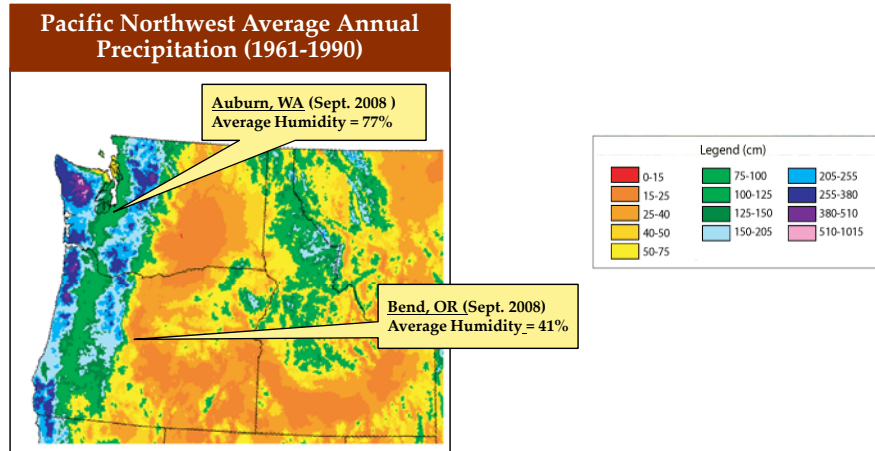 Pacific Northwest Average Annual
Precipitation (1961-1990)
Auburn, WA (Sept. 2008 )
Average Humidity = 77%
Bend, OR (Sept. 2008)
Average Humidity = 41%
Legend (cm)
0-15
15-25
25-40
40-50
50-75
75-100
100-125
125-150
150-205
205-255
255-380
380-510
510-1015